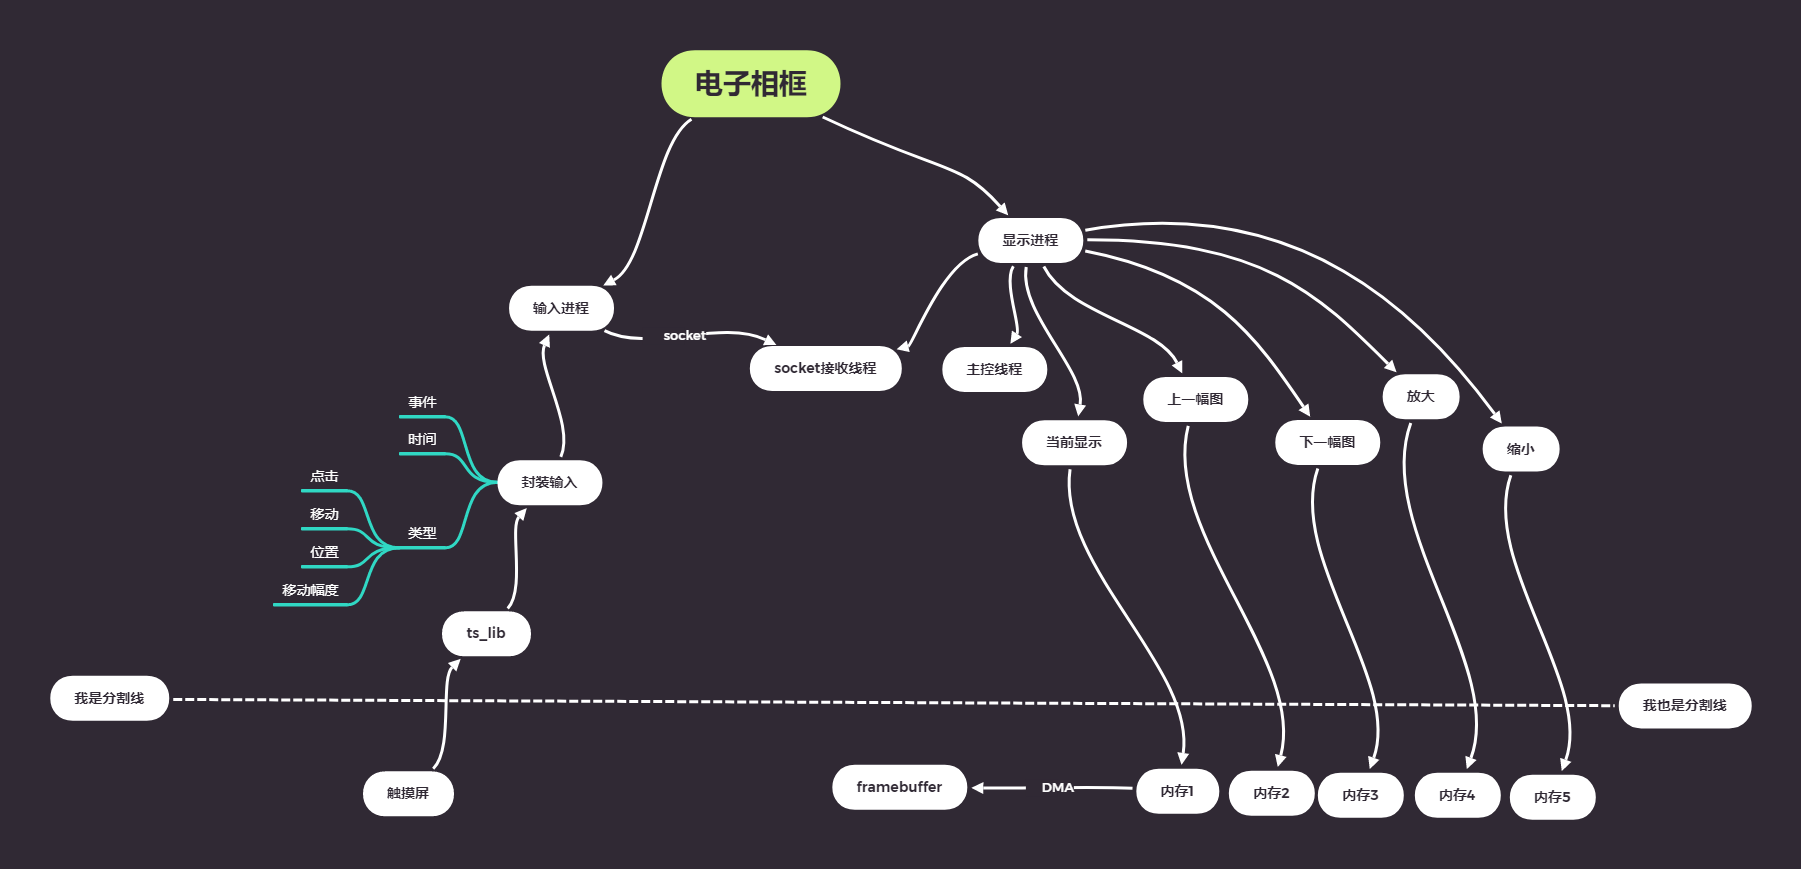 电子相框
显示进程
输入进程
socket
socket接收线程
主控线程
当前显示
上一幅图
下一幅图
放大
缩小
事件
时间
点击
移动
位置
移动幅度
类型
封装输入
ts_lib
我是分割线
我也是分割线
触摸屏
framebuffer
DMA
内存1
内存2
内存3
内存4
内存5